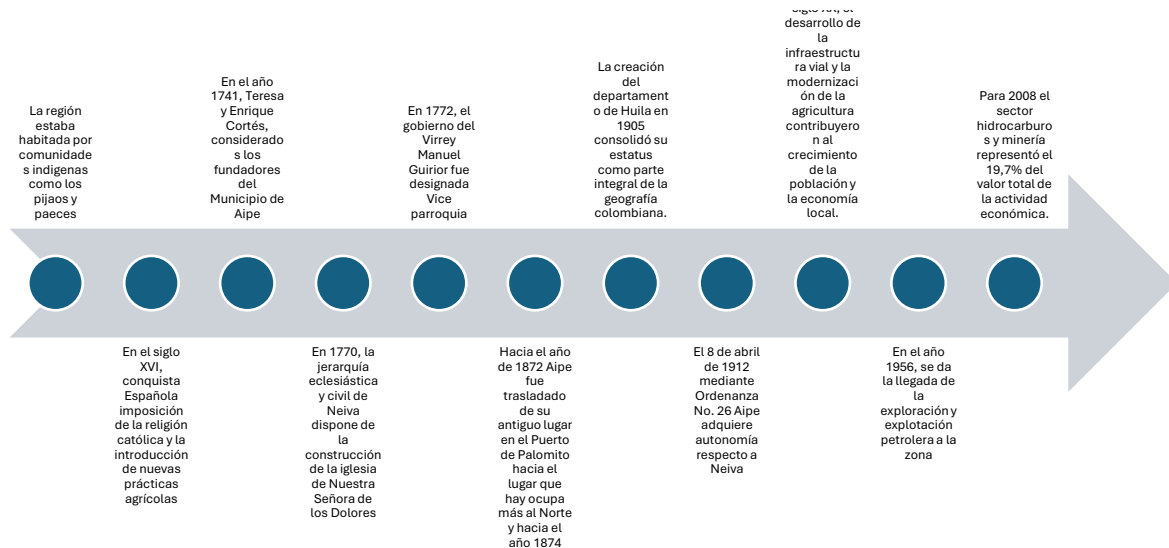 La región
estaba
habitada por
comunidade
s indigenas
como los
pijaos y
paeces
En el siglo
XVI,
conquista
Española
imposición
de la religión
católica y la
introducción
de nuevas
prácticas
agrícolas
En el año
1741, Teresa
y Enrique
Cortés,
considerado
s los
fundadores
del
Municipio de
Aipe
En 1770, la
jerarquía
eclesiástica
y civil de
Neiva
dispone de
la
construcción
de la iglesia
de Nuestra
Señora de
los Dolores
En 1772, el
gobierno del
Virrey
Manuel
Guirior fue
designada
Vice
parroquia
Hacia el año
de 1872 Aipe
fue
trasladado
de su
antiguo lugar
en el Puerto
de Palomito
hacia el
lugar que
hay ocupa
más al Norte
y hacia el
año 1874
La creación
del
departament
o de Huila en
1905
consolidó su
estatus
como parte
integral de la
geografía
colombiana.
El 8 de abril
de 1912
mediante
Ordenanza
No. 26 Aipe
adquiere
autonomía
respecto a
Neiva
siglo XX, el
desarrollo de
la
infraestructu
ra vial y la
modernizaci
ón de la
agricultura
contribuyero
n al
crecimiento
de la
población y
la economía
local.
En el año
1956, se da
la llegada de
la
exploración y
explotación
petrolera a la
zona
Para 2008 el
sector
hidrocarburo
s y minería
representó el
19,7% del
valor total de
la actividad
económica.